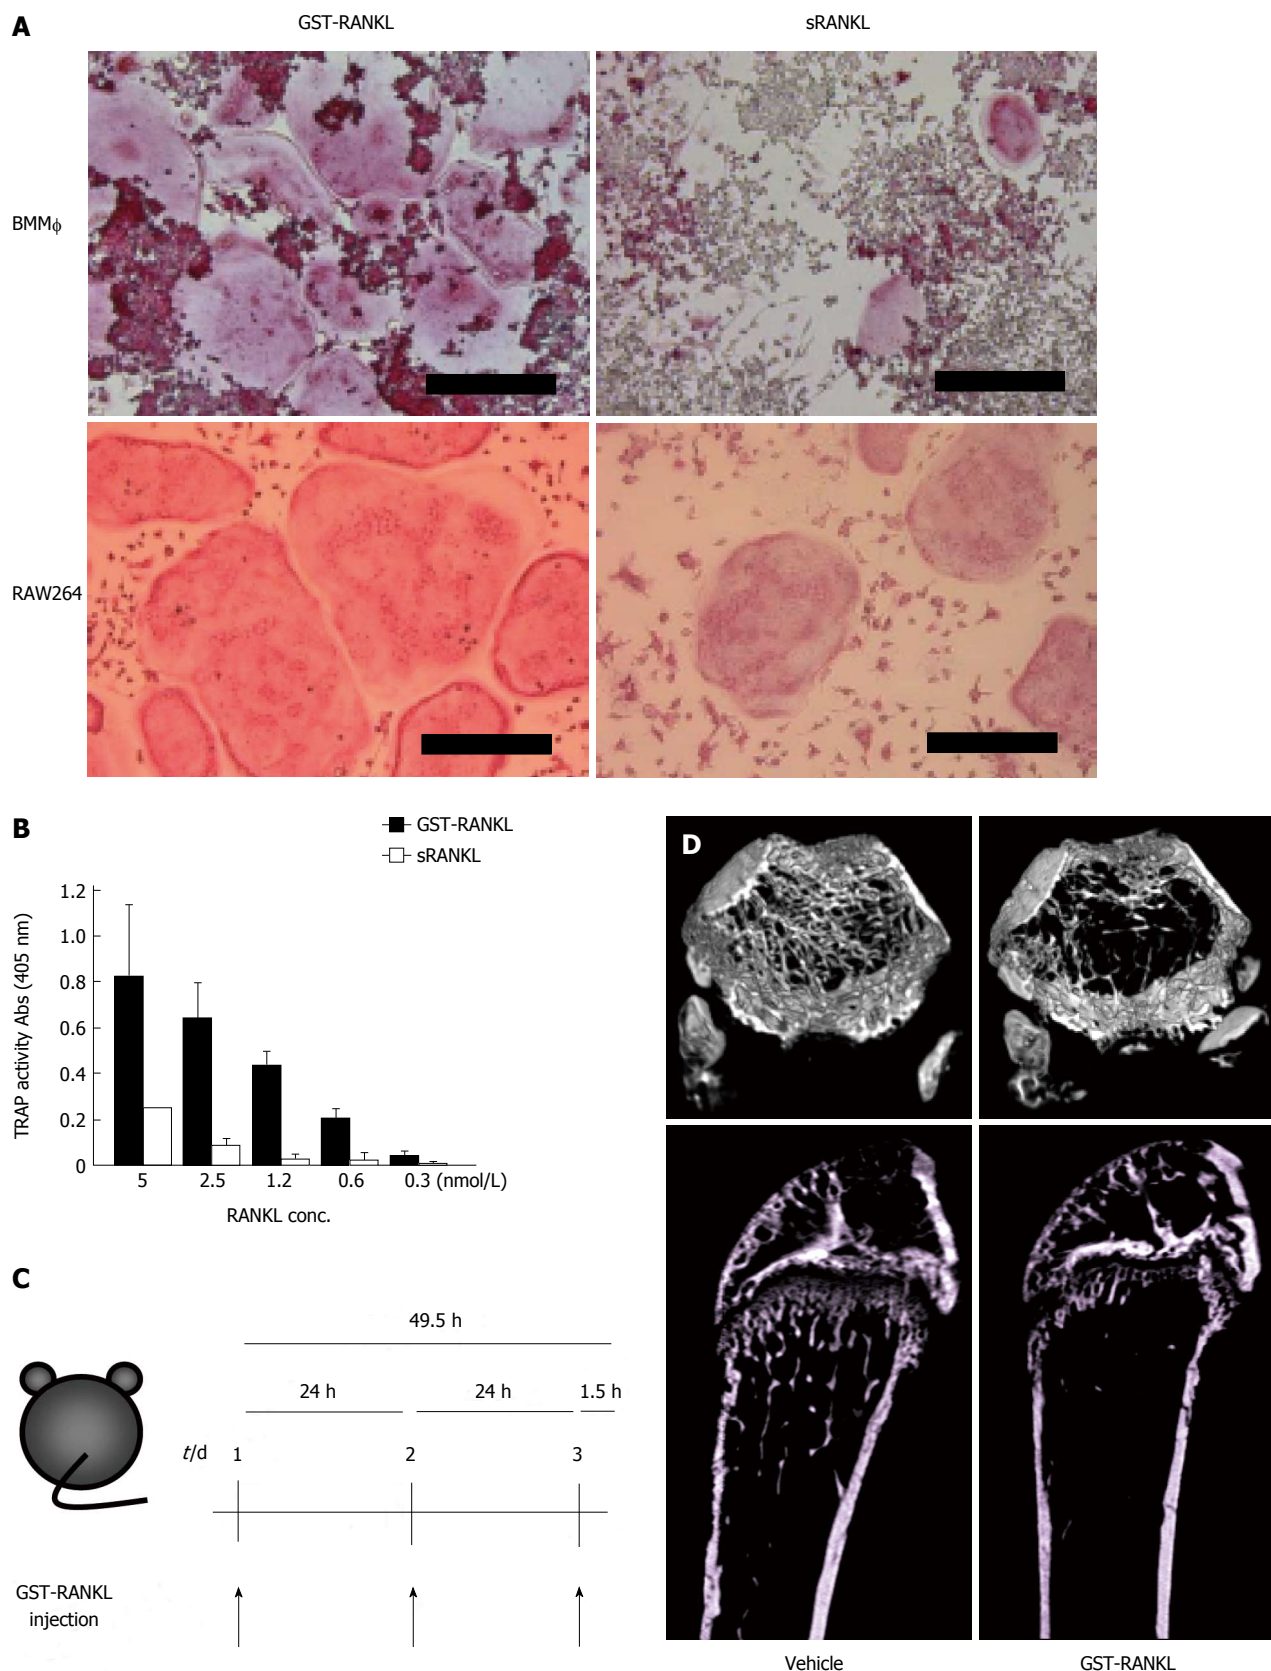 A
GST-RANKL
sRANKL
BMMϕ
RAW264
B
GST-RANKL
sRANKL
TRAP activity Abs (405 nm)
1.2
1.0
0.8
0.6
0.4
0.2
0
5 2.5 1.2 0.6 0.3 (nmol/L)
RANKL conc.
C
49.5 h
24 h 24 h 1.5 h
t/d 1 2 3
GST-RANKL
injection
D
Vehicle
GST-RANKL